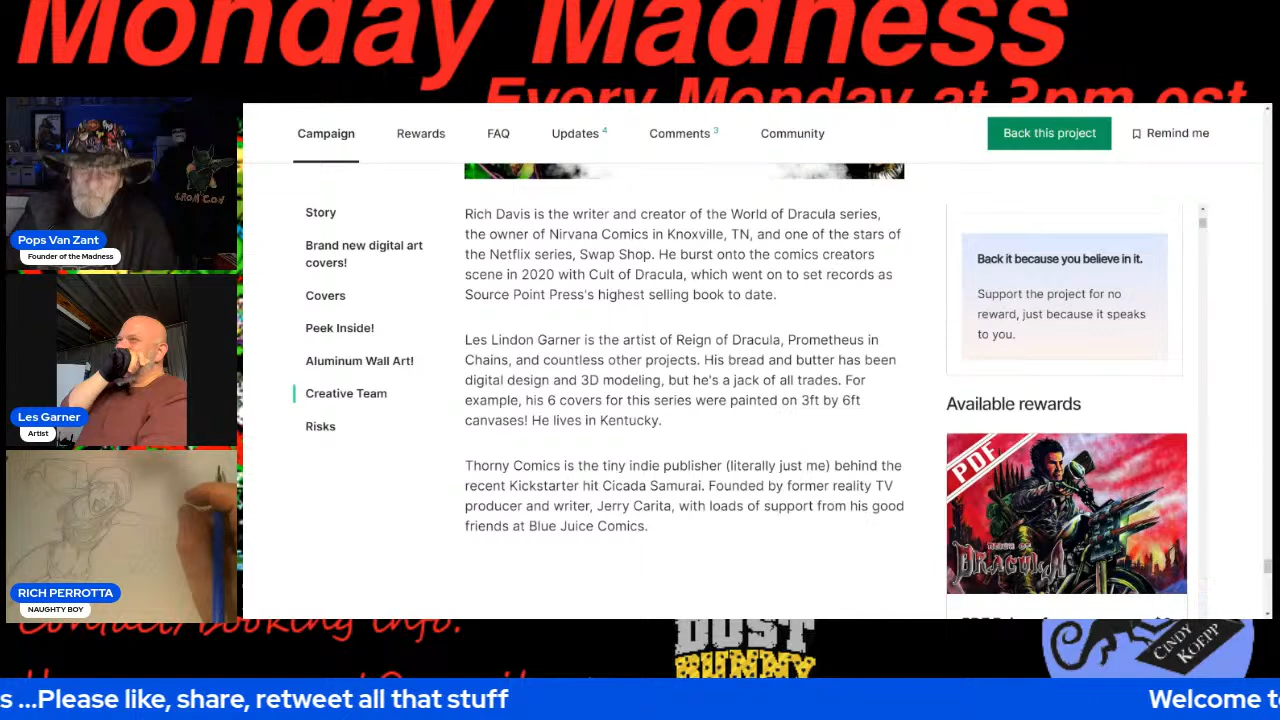 Monday Madness
Every Monday at 3pm est
Campaign
Rewards
FAQ
Updates 4
Comments 3
Community
Back this project
Remind me
Pops Van Zant
Founder of the Madness
Les Garner
Artist
RICH PERROTTA
NAUGHTY BOY
Story
Brand new digital art
covers!
Covers
Peek Inside!
Aluminum Wall Art!
Creative Team
Risks
Rich Davis is the writer and creator of the World of Dracula series,
the owner of Nirvana Comics in Knoxville, TN, and one of the stars of
the Netflix series, Swap Shop. He burst onto the comics creators
scene in 2020 with Cult of Dracula, which went on to set records as
Source Point Press's highest selling book to date.
Les Lindon Garner is the artist of Reign of Dracula, Prometheus in
Chains, and countless other projects. His bread and butter has been
digital design and 3D modeling, but he's a jack of all trades. For
example, his 6 covers for this series were painted on 3ft by 6ft
canvases! He lives in Kentucky.
Thorny Comics is the tiny indie publisher (literally just me) behind the
recent Kickstarter hit Cicada Samurai. Founded by former reality TV
producer and writer, Jerry Carita, with loads of support from his good
friends at Blue Juice Comics.
Back it because you believe in it.
Support the project for no
reward, just because it speaks
to you.
Available rewards
PDF
REIGN OF
DRACULA
Contact/Booking info:
DUST
BUNNY
CINDY
KOEPP
s ...Please like, share, retweet all that stuff
Welcome t